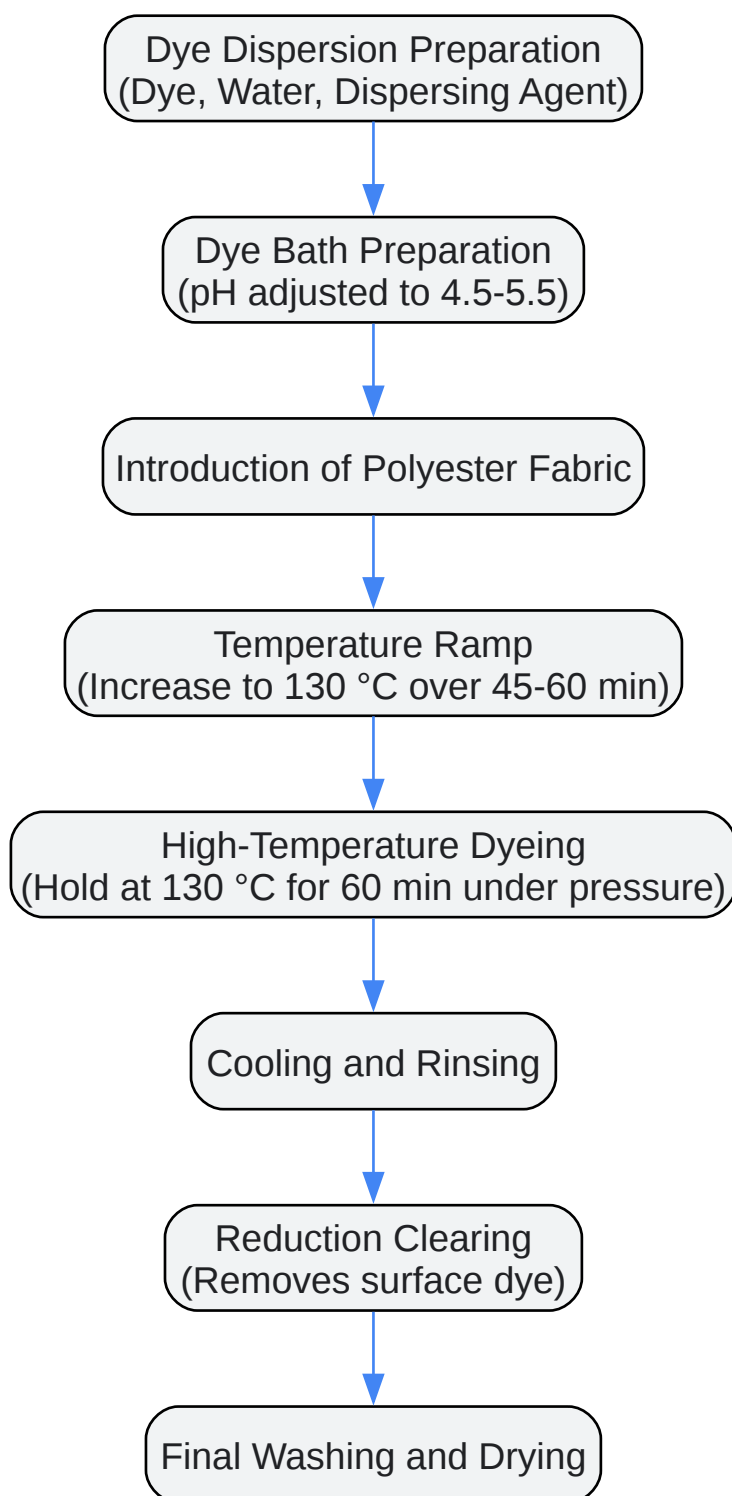 Dye Dispersion Preparation
(Dye, Water, Dispersing Agent)
Dye Bath Preparation
(pH adjusted to 4.5-5.5)
Introduction of Polyester Fabric
Temperature Ramp
(Increase to 130 °C over 45-60 min)
High-Temperature Dyeing
(Hold at 130 °C for 60 min under pressure)
Cooling and Rinsing
Reduction Clearing
(Removes surface dye)
Final Washing and Drying